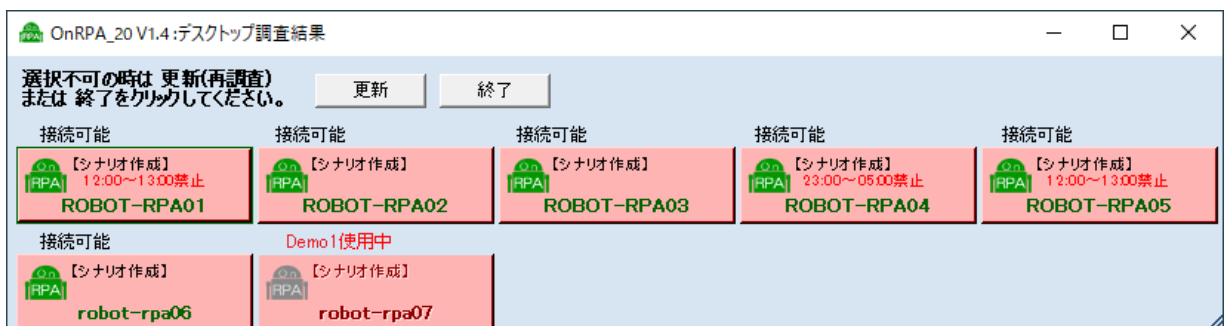 OnRPA_20 V1.4 :デスクトップ調査結果
選択不可の時は 更新(再調査)
または 終了をクリックしてください。
更新
終了
接続可能
接続可能
接続可能
接続可能
接続可能
On RPA
【シナリオ作成】
12:00～13:00禁止
ROBOT-RPA01
On RPA
【シナリオ作成】
ROBOT-RPA02
On RPA
【シナリオ作成】
ROBOT-RPA03
On RPA
【シナリオ作成】
23:00～05:00禁止
ROBOT-RPA04
On RPA
【シナリオ作成】
12:00～13:00禁止
ROBOT-RPA05
接続可能
Demo1使用中
On RPA
【シナリオ作成】
robot-rpa06
On RPA
【シナリオ作成】
robot-rpa07